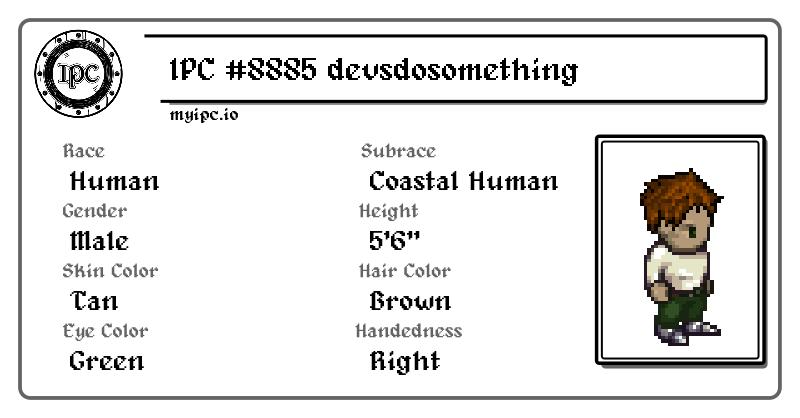 IPC
IPC #8885 devsdosomething
myipc.io
Race
Human
Subrace
Coastal Human
Gender
Male
Height
5'6"
Skin Color
Tan
Hair Color
Brown
Eye Color
Green
Handedness
Right